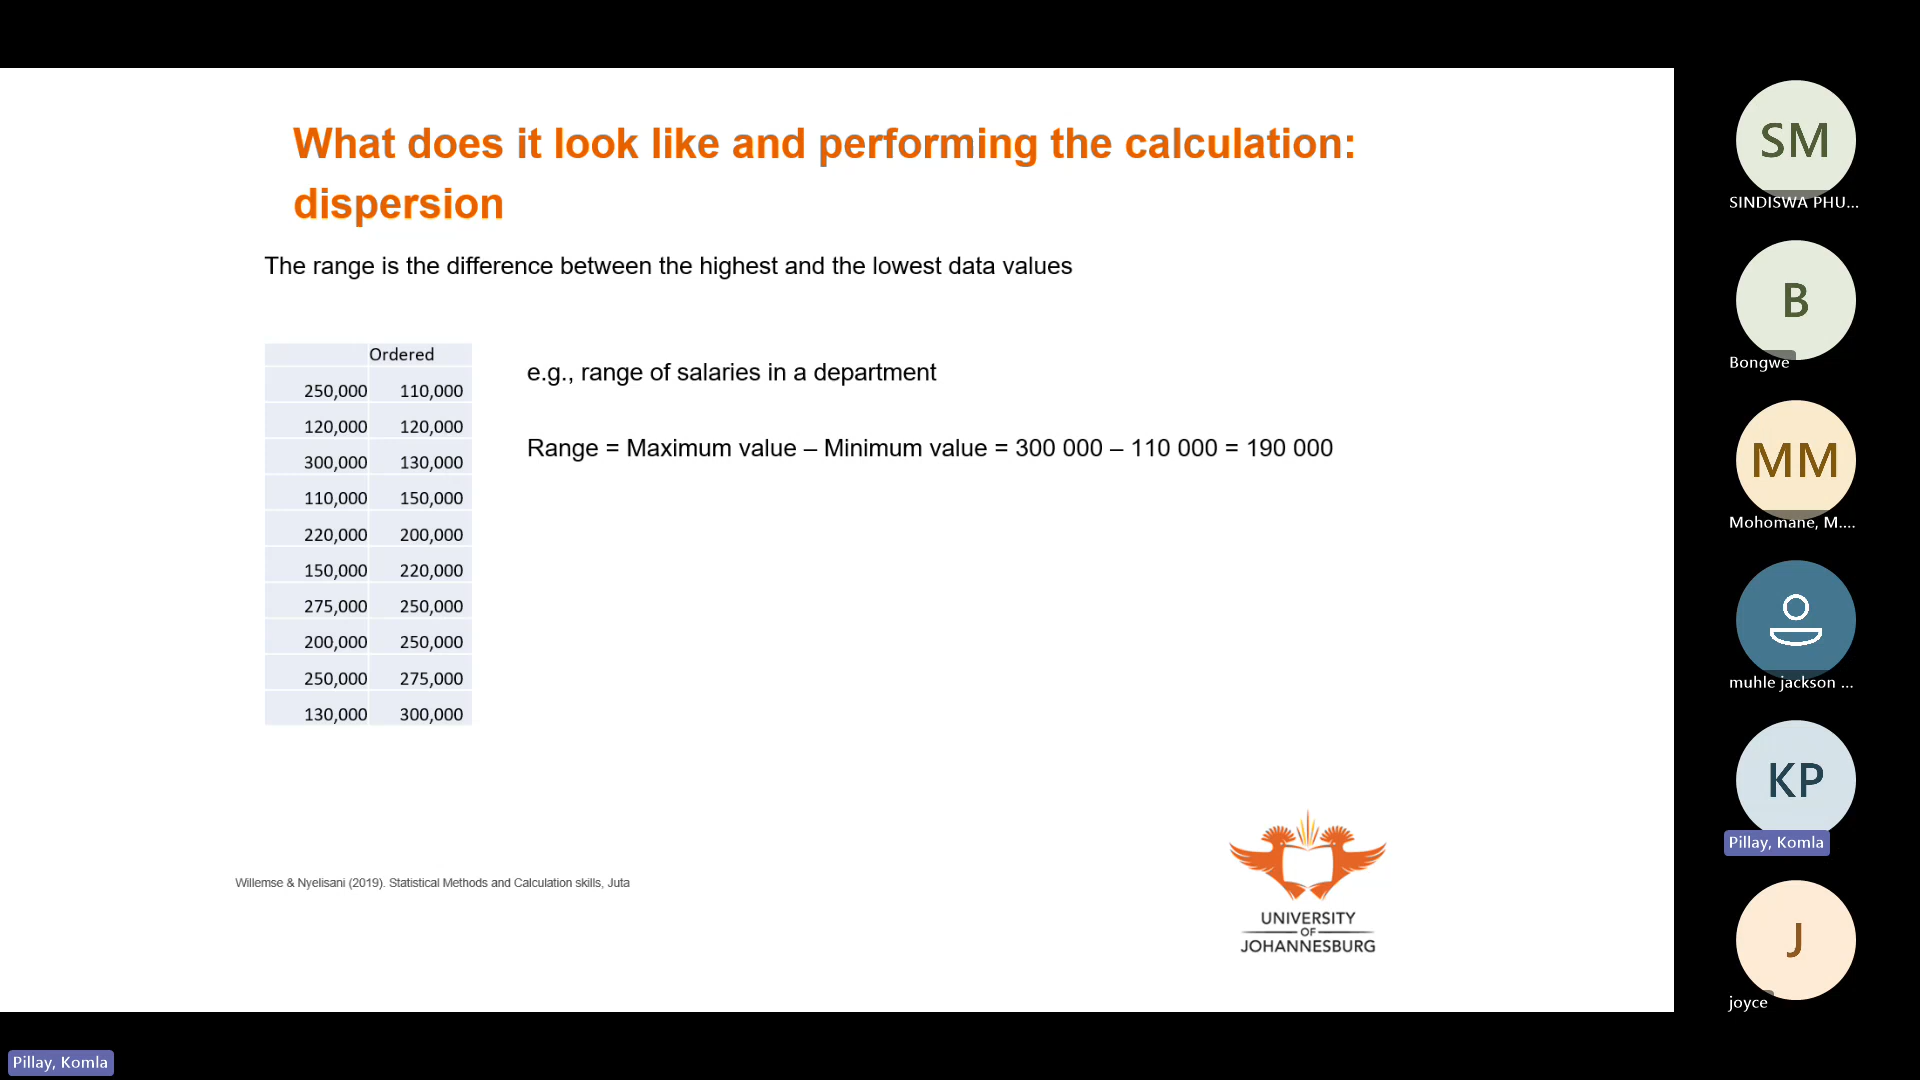 What does it look like and performing the calculation:
dispersion
The range is the difference between the highest and the lowest data values
Ordered
250,000 110,000
120,000 120,000
300,000 130,000
110,000 150,000
220,000 200,000
150,000 220,000
275,000 250,000
200,000 250,000
250,000 275,000
130,000 300,000
e.g., range of salaries in a department
Range = Maximum value – Minimum value = 300 000 – 110 000 = 190 000
Willemse & Nyelisani (2019). Statistical Methods and Calculation skills, Juta
UNIVERSITY
OF
JOHANNESBURG
SM
SINDISWA PHU...
B
Bongwe
MM
Mohomane, M....
muhle jackson ...
KP
Pillay, Komla
J
joyce
Pillay, Komla